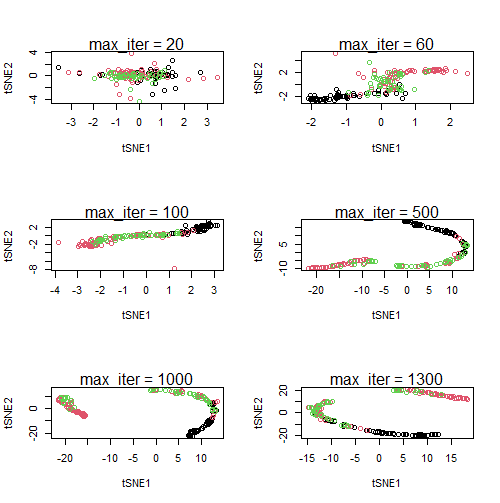 max_iter = 20
tSNE2
4
0
-4
-3 -2 -1 0 1 2 3
tSNE1
max_iter = 60
tSNE2
2
-2
-2 -1 0 1 2
tSNE1
max_iter = 100
tSNE2
2
-2
-8
-4 -3 -2 -1 0 1 2 3
tSNE1
max_iter = 500
tSNE2
5
-10
-20 -15 -10 -5 0 5 10
tSNE1
max_iter = 1000
tSNE2
0
-20
-20 -10 0 5 10
tSNE1
max_iter = 1300
tSNE2
20
0
-20
-15 -10 -5 0 5 10 15
tSNE1